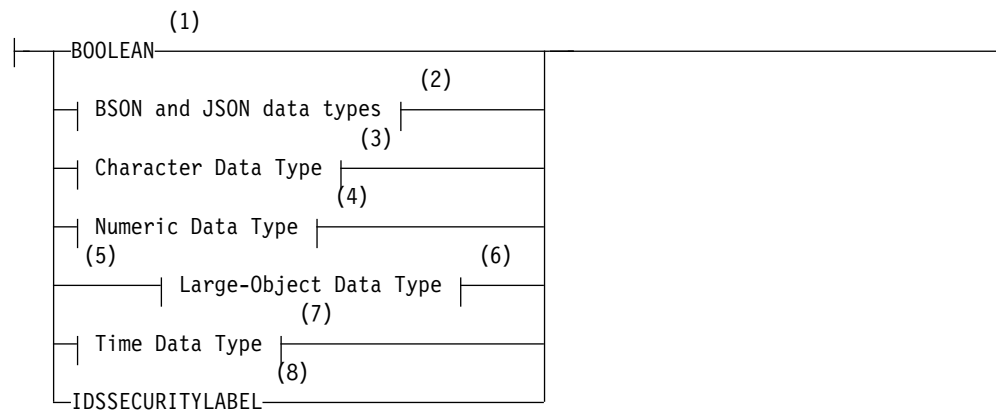 (1)
BOOLEAN
(2)
BSON and JSON data types
(3)
Character Data Type
(4)
Numeric Data Type
(5) (6)
Large-Object Data Type
(7)
Time Data Type
(8)
IDSSECURITYLABEL